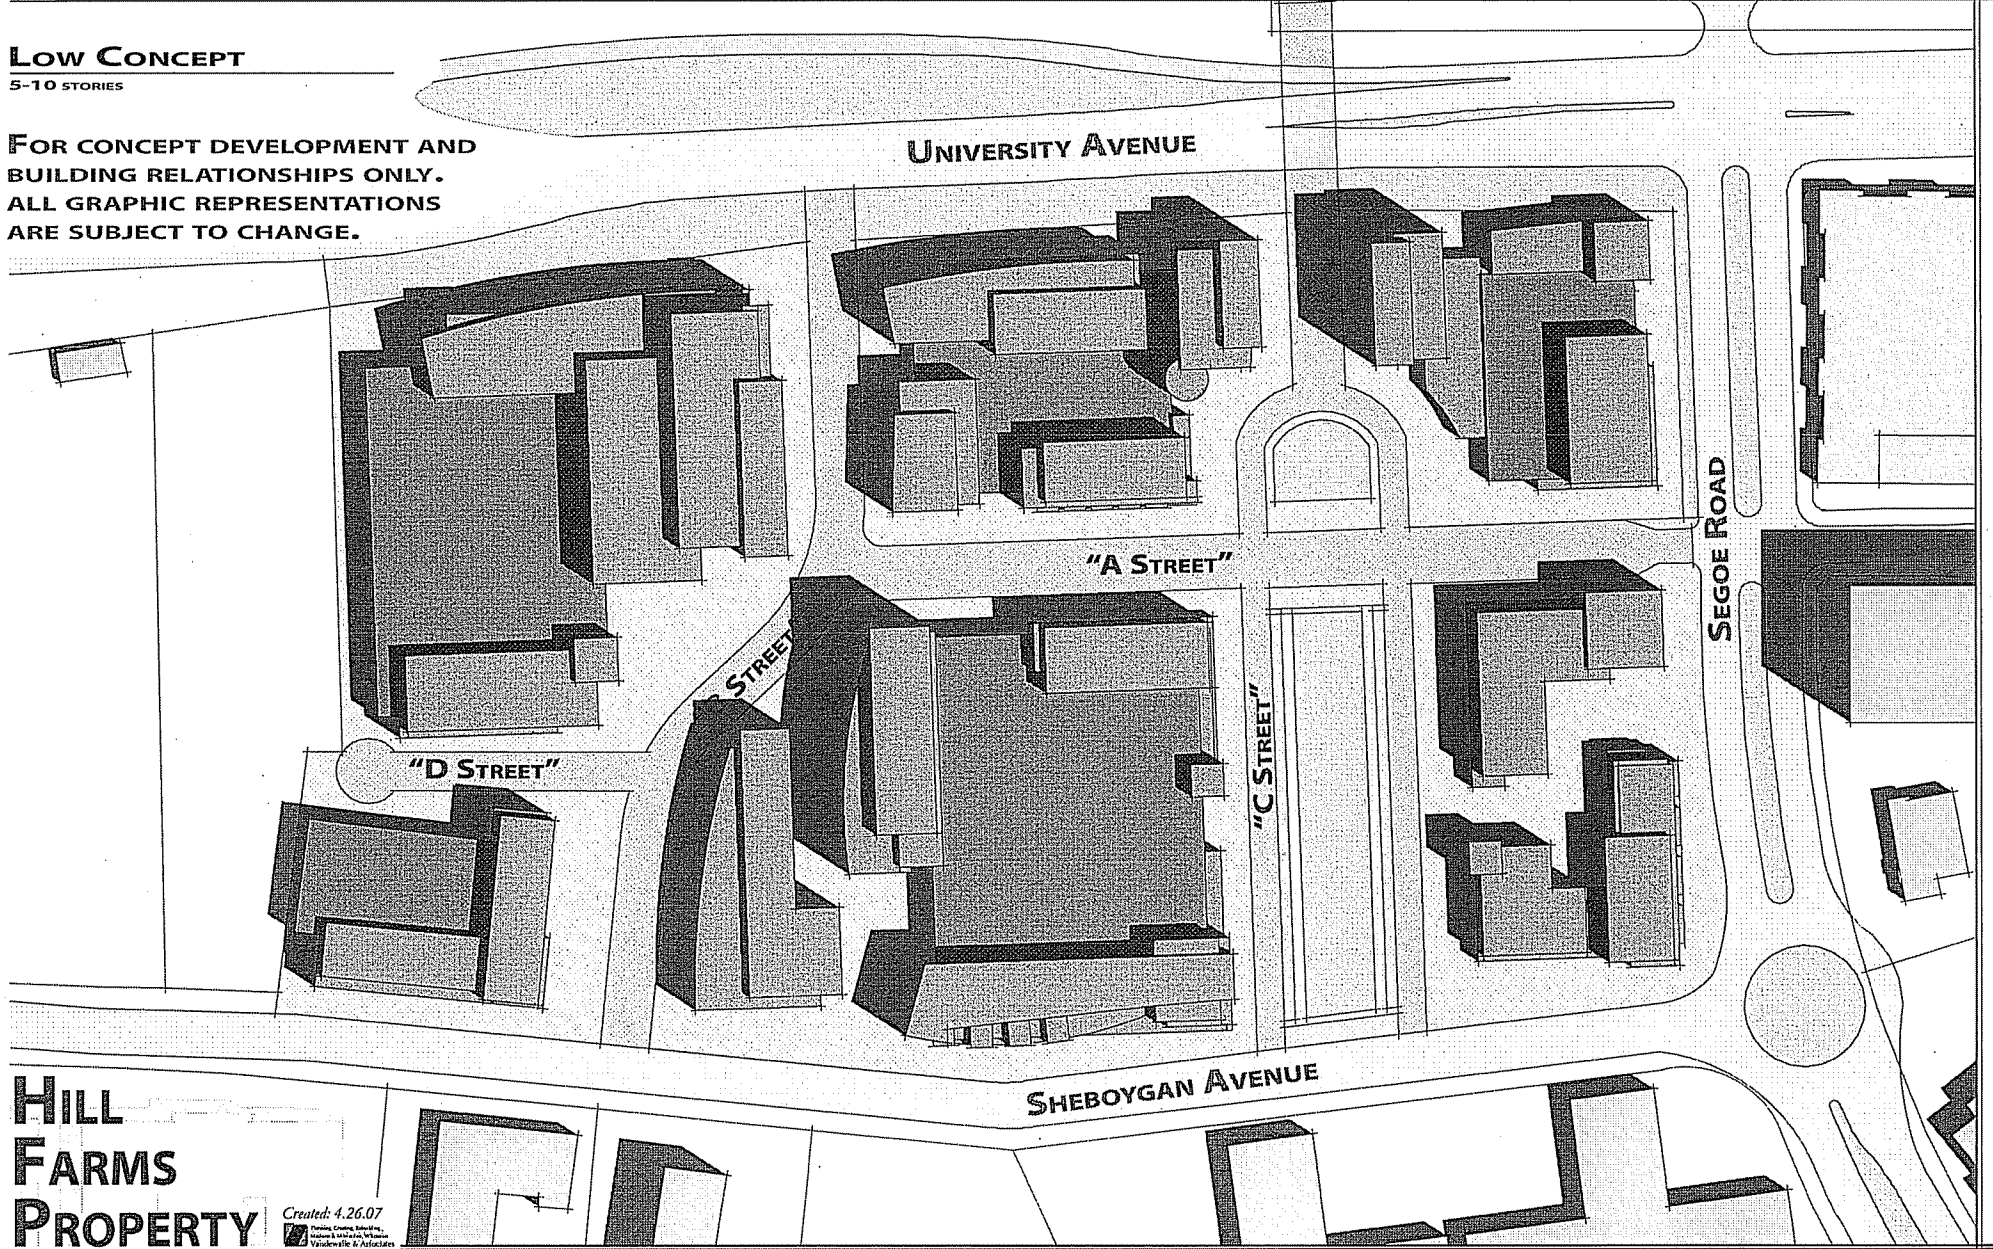 LOW CONCEPT
5-10 STORIES
FOR CONCEPT DEVELOPMENT AND
BUILDING RELATIONSHIPS ONLY.
ALL GRAPHIC REPRESENTATIONS
ARE SUBJECT TO CHANGE.
UNIVERSITY AVENUE
SEGOE ROAD
"A STREET"
STREET
"C STREET"
"D STREET"
SHEBOYGAN AVENUE
HILL
FARMS
PROPERTY
Created: 4.26.07
Vandewalle & Associates